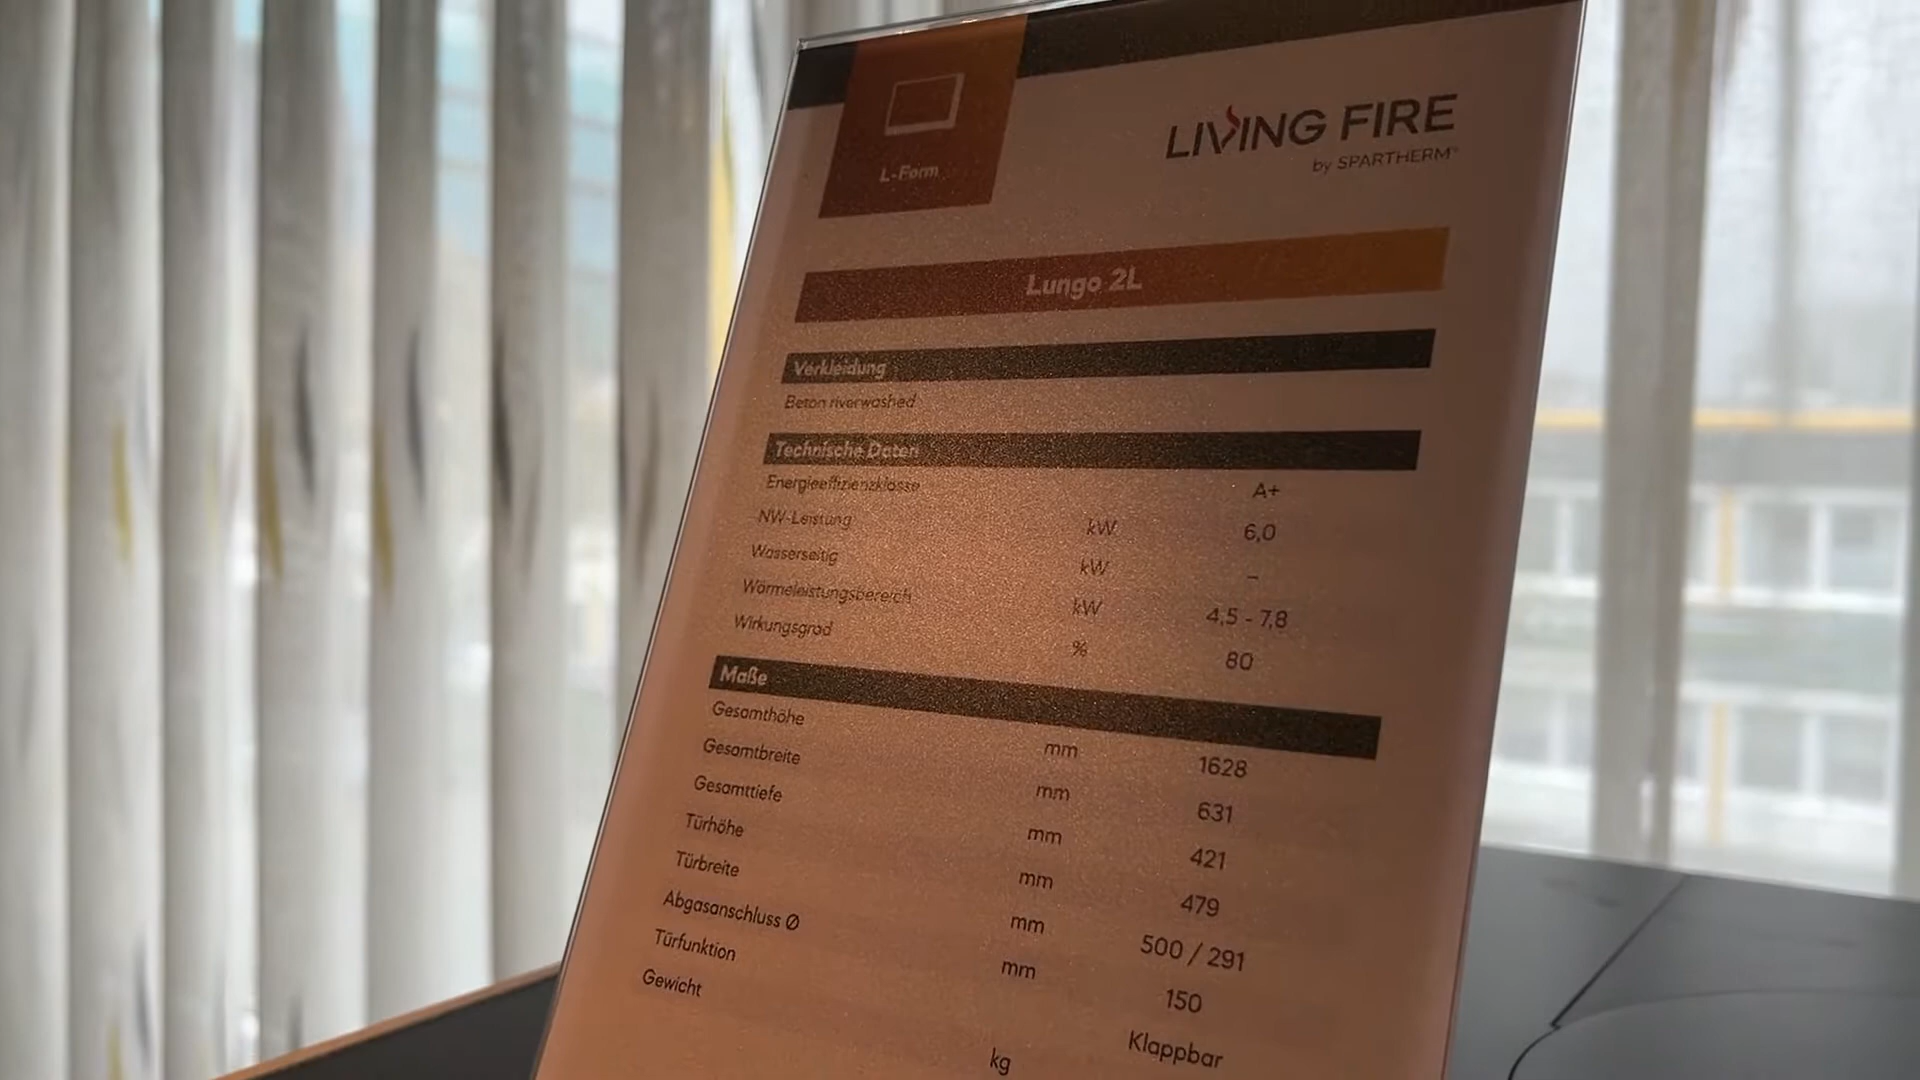 L-Form
LIVING FIRE
by SPARTHERM®
Lungo 2L
Verkleidung
Beton riverwashed
Technische Daten
Energieeffizienzklasse A+
NW-Leistung kW 6,0
Wasserseitig kW –
Wärmeleistungsbereich kW 4,5 - 7,8
Wirkungsgrad % 80
Maße
Gesamthöhe mm 1628
Gesamtbreite mm 631
Gesamttiefe mm 421
Türhöhe mm 479
Türbreite mm 500 / 291
Abgasanschluss Ø mm 150
Türfunktion Klappbar
Gewicht kg